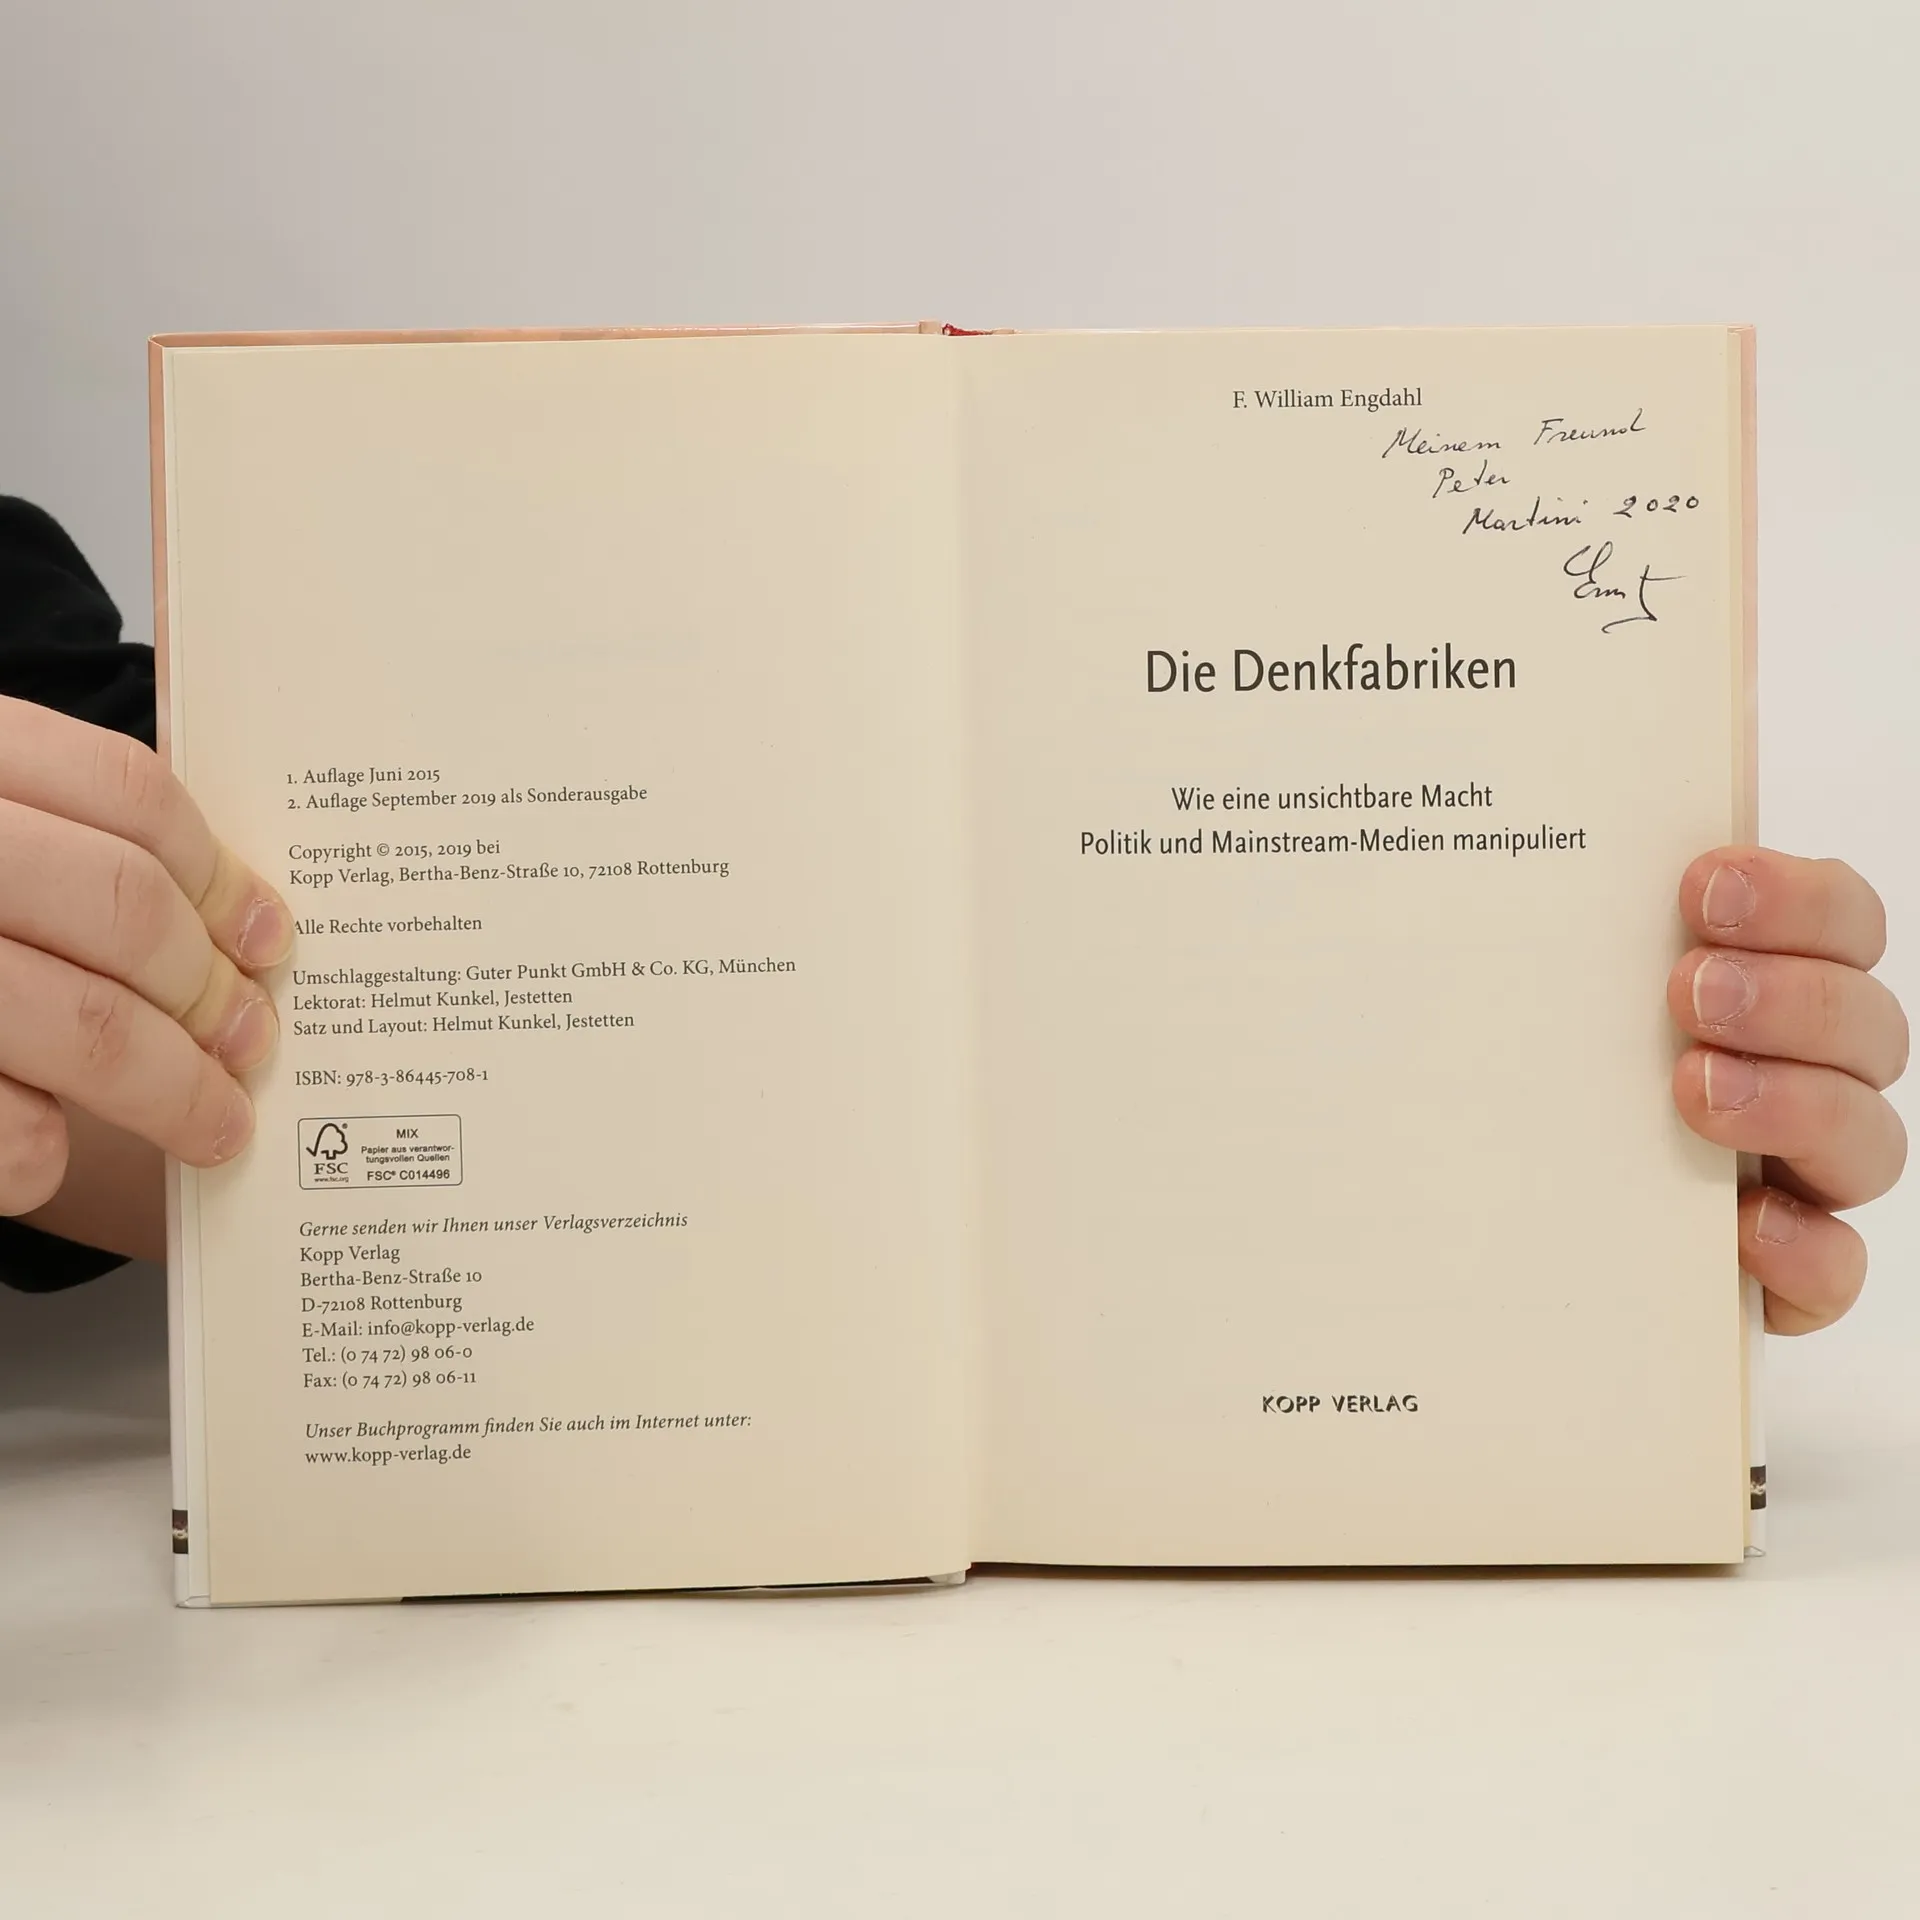 1. Auflage Juni 2015
2. Auflage September 2019 als Sonderausgabe
Copyright © 2015, 2019 bei
Kopp Verlag, Bertha-Benz-Straße 10, 72108 Rottenburg
Alle Rechte vorbehalten
Umschlaggestaltung: Guter Punkt GmbH & Co. KG, München
Lektorat: Helmut Kunkel, Jestetten
Satz und Layout: Helmut Kunkel, Jestetten
ISBN: 978-3-86445-708-1
MIX
Papier aus verantwor-
tungsvollen Quellen
FSC® C014496
FSC
www.fsc.org
Gerne senden wir Ihnen unser Verlagsverzeichnis
Kopp Verlag
Bertha-Benz-Straße 10
D-72108 Rottenburg
E-Mail: info@kopp-verlag.de
Tel.: (0 74 72) 98 06-0
Fax: (0 74 72) 98 06-11
Unser Buchprogramm finden Sie auch im Internet unter:
www.kopp-verlag.de
F. William Engdahl
Meinem Freund
Peter
Martini 2020
Ernst
Die Denkfabriken
Wie eine unsichtbare Macht
Politik und Mainstream-Medien manipuliert
KOPP VERLAG